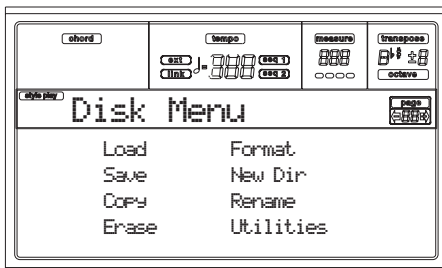 chord
tempo
measure
transpose
ext
link
seq 1
seq 2
octave
style play
Disk Menu
page
Load Format
Save New Dir
Copy Rename
Erase Utilities